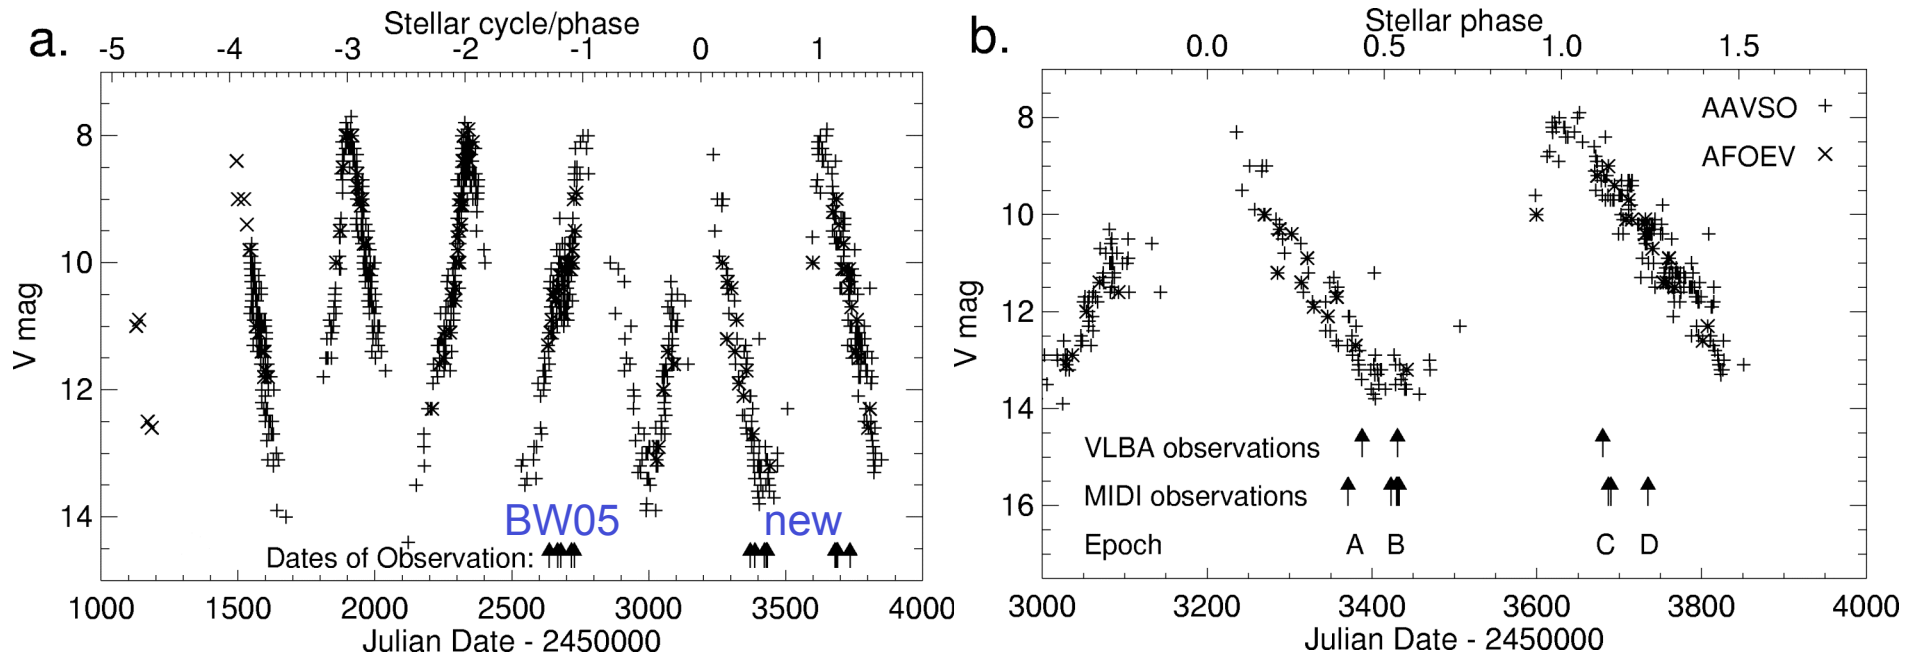 a.
Stellar cycle/phase
-5 -4 -3 -2 -1 0 1
V mag
8
10
12
14
BW05 new
Dates of Observation:
1000 1500 2000 2500 3000 3500 4000
Julian Date - 2450000
b.
Stellar phase
0.0 0.5 1.0 1.5
V mag
8
10
12
14
16
AAVSO
AFOEV
VLBA observations
MIDI observations
Epoch A B C D
3000 3200 3400 3600 3800 4000
Julian Date - 2450000